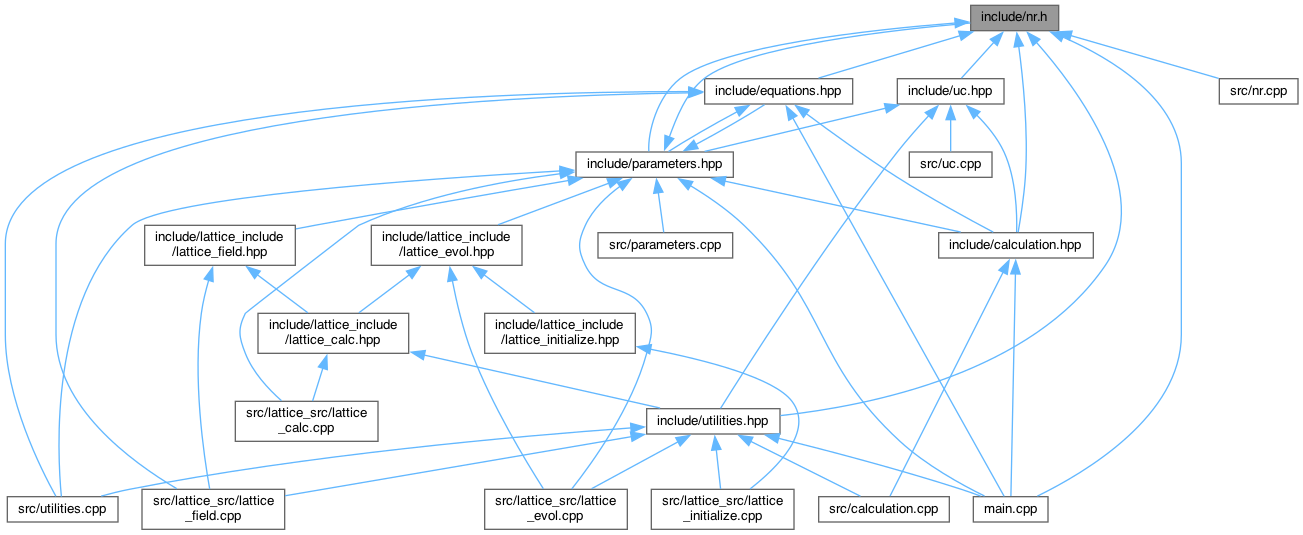 include/nr.h
include/equations.hpp
include/uc.hpp
src/nr.cpp
include/parameters.hpp
src/uc.cpp
include/lattice_include
/lattice_field.hpp
include/lattice_include
/lattice_evol.hpp
src/parameters.cpp
include/calculation.hpp
include/lattice_include
/lattice_calc.hpp
include/lattice_include
/lattice_initialize.hpp
src/lattice_src/lattice
_calc.cpp
include/utilities.hpp
src/utilities.cpp
src/lattice_src/lattice
_field.cpp
src/lattice_src/lattice
_evol.cpp
src/lattice_src/lattice
_initialize.cpp
src/calculation.cpp
main.cpp